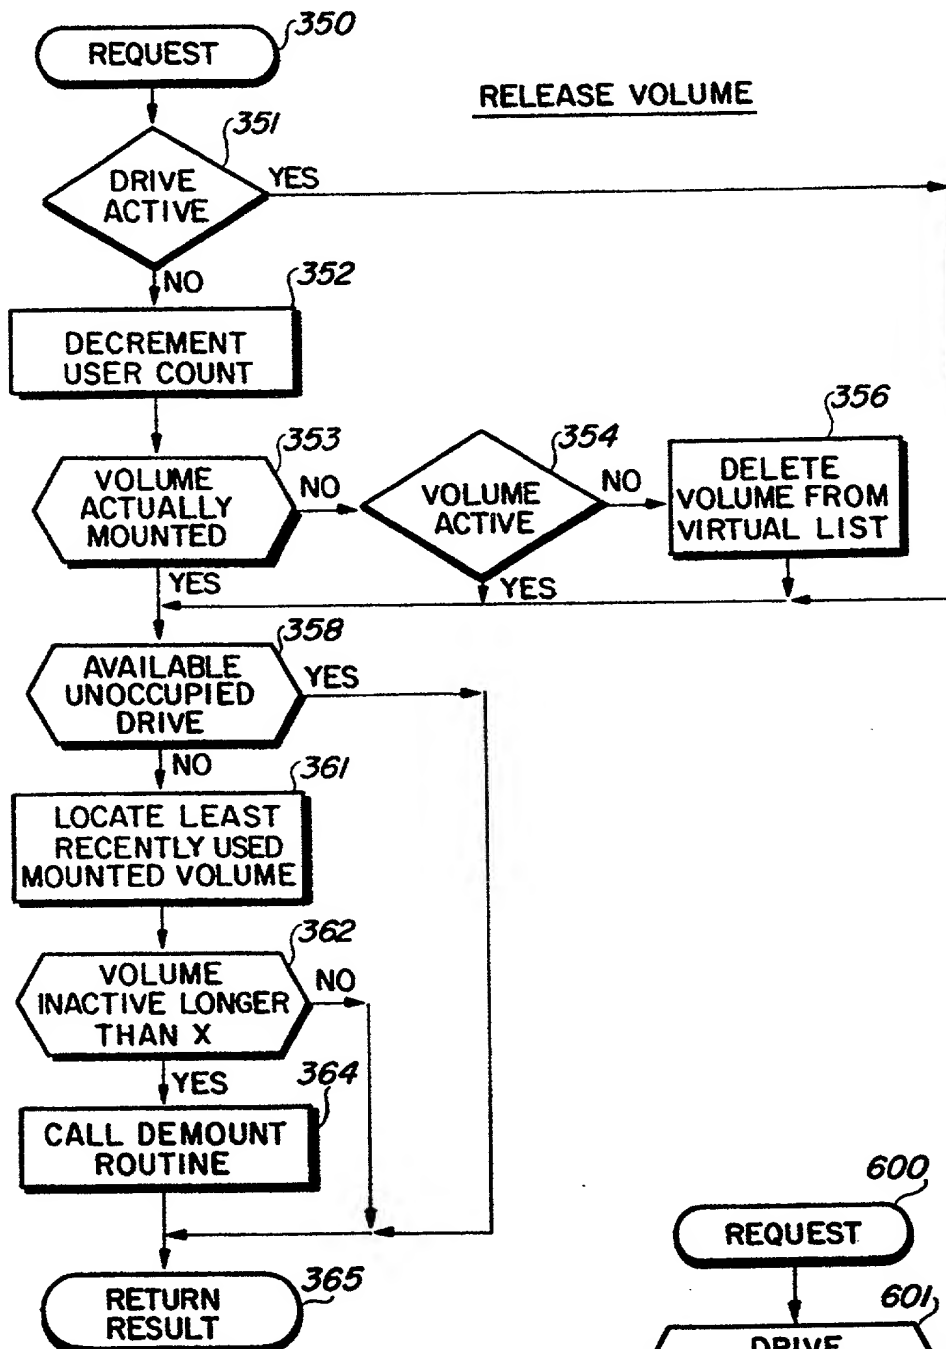 350
REQUEST
RELEASE VOLUME
351
DRIVE
ACTIVE
YES
NO
352
DECREMENT
USER COUNT
353
VOLUME
ACTUALLY
MOUNTED
NO
354
VOLUME
ACTIVE
NO
356
DELETE
VOLUME FROM
VIRTUAL LIST
YES
YES
358
AVAILABLE
UNOCCUPIED
DRIVE
YES
NO
361
LOCATE LEAST
RECENTLY USED
MOUNTED VOLUME
362
VOLUME
INACTIVE LONGER
THAN X
NO
YES
364
CALL DEMOUNT
ROUTINE
365
RETURN
RESULT
600
REQUEST
601
DRIVE